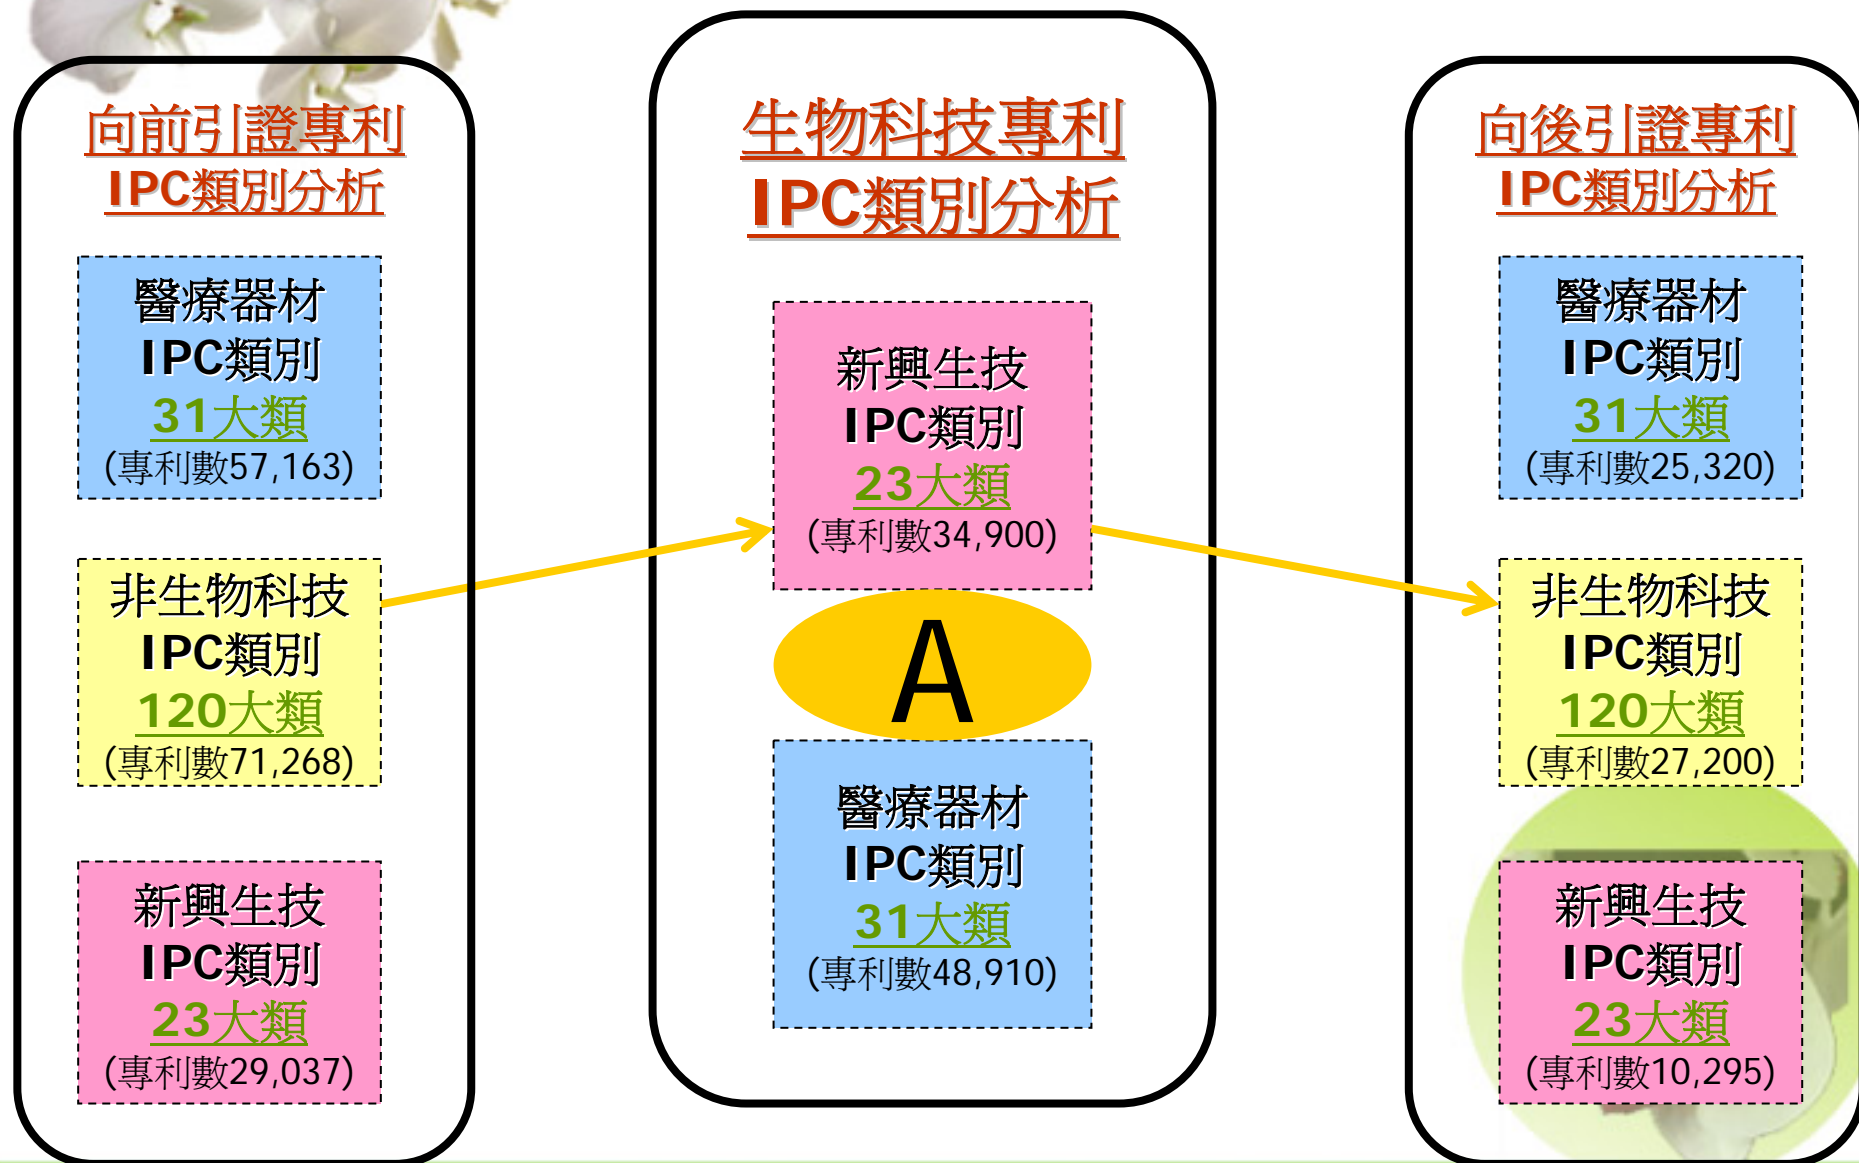 向前引證專利
IPC類別分析
醫療器材
IPC類別
31大類
(專利數57,163)
非生物科技
IPC類別
120大類
(專利數71,268)
新興生技
IPC類別
23大類
(專利數29,037)
生物科技專利
IPC類別分析
新興生技
IPC類別
23大類
(專利數34,900)
A
醫療器材
IPC類別
31大類
(專利數48,910)
向後引證專利
IPC類別分析
醫療器材
IPC類別
31大類
(專利數25,320)
非生物科技
IPC類別
120大類
(專利數27,200)
新興生技
IPC類別
23大類
(專利數10,295)